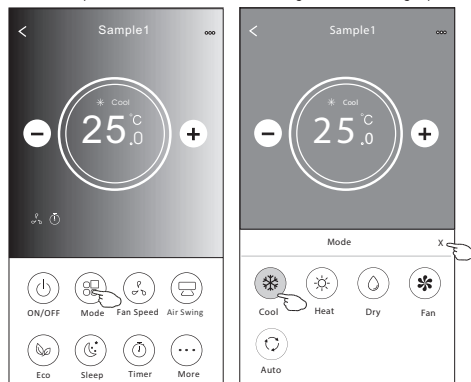 Sample1
Cool
25.0°C
ON/OFF Mode Fan Speed Air Swing
Eco Sleep Timer More
Sample1
Cool
25.0°C
Mode X
Cool Heat Dry Fan
Auto